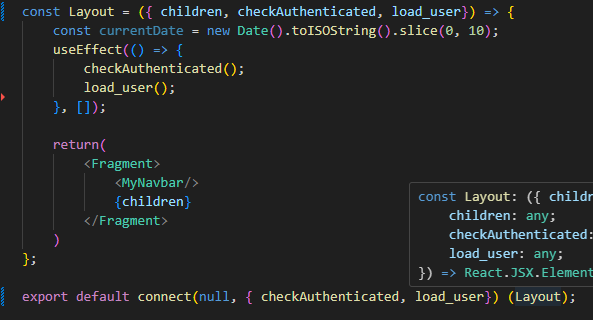 const Layout = ({ children, checkAuthenticated, load_user}) => {
    const currentDate = new Date().toISOString().slice(0, 10);
    useEffect(() => {
        checkAuthenticated();
        load_user();
    }, []);
    return(
        <Fragment>
            <MyNavbar/>
            {children}
        </Fragment>
    )
};
export default connect(null, { checkAuthenticated, load_user}) (Layout);
const Layout: ({ childr
    children: any;
    checkAuthenticated:
    load_user: any;
}) => React.JSX.Element